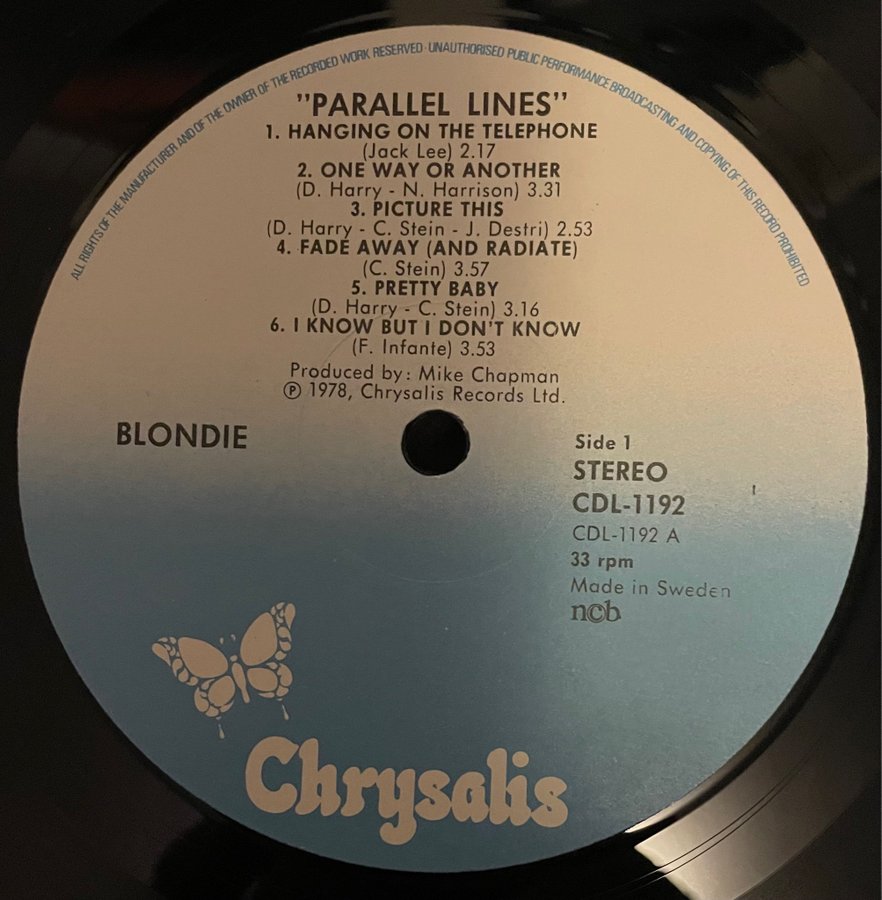 ALL RIGHTS OF THE MANUFACTURER AND OF THE OWNER OF THE RECORDED WORK RESERVED · UNAUTHORISED PUBLIC PERFORMANCE BROADCASTING AND COPYING OF THIS RECORD PROHIBITED
"PARALLEL LINES"
1. HANGING ON THE TELEPHONE
(Jack Lee) 2.17
2. ONE WAY OR ANOTHER
(D. Harry - N. Harrison) 3.31
3. PICTURE THIS
(D. Harry - C. Stein - J. Destri) 2.53
4. FADE AWAY (AND RADIATE)
(C. Stein) 3.57
5. PRETTY BABY
(D. Harry - C. Stein) 3.16
6. I KNOW BUT I DON'T KNOW
(F. Infante) 3.53
Produced by: Mike Chapman
℗ 1978, Chrysalis Records Ltd.
BLONDIE
Side 1
STEREO
CDL-1192
CDL-1192 A
33 rpm
Made in Sweden
ncb
Chrysalis